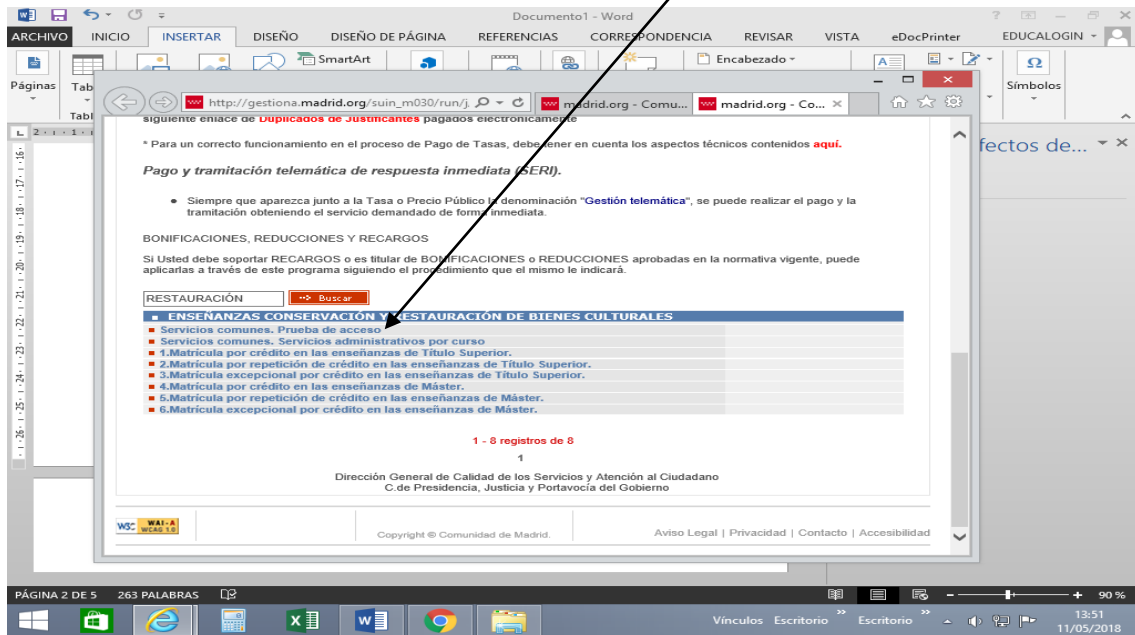 Documento1 - Word
ARCHIVO INICIO INSERTAR DISEÑO DISEÑO DE PÁGINA REFERENCIAS CORRESPONDENCIA REVISAR VISTA eDocPrinter EDUCALOGIN
SmartArt Encabezado
Páginas Símbolos
http://gestiona.madrid.org/suin_m030/run/j madrid.org - Comu... madrid.org - Co...
siguiente enlace de Duplicados de Justificantes pagados electrónicamente
* Para un correcto funcionamiento en el proceso de Pago de Tasas, debe tener en cuenta los aspectos técnicos contenidos aquí.
fectos de...
Pago y tramitación telemática de respuesta inmediata (SERI).
Siempre que aparezca junto a la Tasa o Precio Público la denominación "Gestión telemática", se puede realizar el pago y la
tramitación obteniendo el servicio demandado de forma inmediata.
BONIFICACIONES, REDUCCIONES Y RECARGOS
Si Usted debe soportar RECARGOS o es titular de BONIFICACIONES o REDUCCIONES aprobadas en la normativa vigente, puede
aplicarlas a través de este programa siguiendo el procedimiento que el mismo le indicará.
RESTAURACIÓN Buscar
ENSEÑANZAS CONSERVACIÓN Y RESTAURACIÓN DE BIENES CULTURALES
Servicios comunes. Prueba de acceso
Servicios comunes. Servicios administrativos por curso
1.Matrícula por crédito en las enseñanzas de Título Superior.
2.Matrícula por repetición de crédito en las enseñanzas de Título Superior.
3.Matrícula excepcional por crédito en las enseñanzas de Título Superior.
4.Matrícula por crédito en las enseñanzas de Máster.
5.Matrícula por repetición de crédito en las enseñanzas de Máster.
6.Matrícula excepcional por crédito en las enseñanzas de Máster.
1 - 8 registros de 8
1
Dirección General de Calidad de los Servicios y Atención al Ciudadano
C.de Presidencia, Justicia y Portavocía del Gobierno
W3C WAI-A
WCAG 1.0
Copyright © Comunidad de Madrid. Aviso Legal | Privacidad | Contacto | Accesibilidad
PÁGINA 2 DE 5 263 PALABRAS 90 %
Vínculos Escritorio Escritorio 13:51
11/05/2018